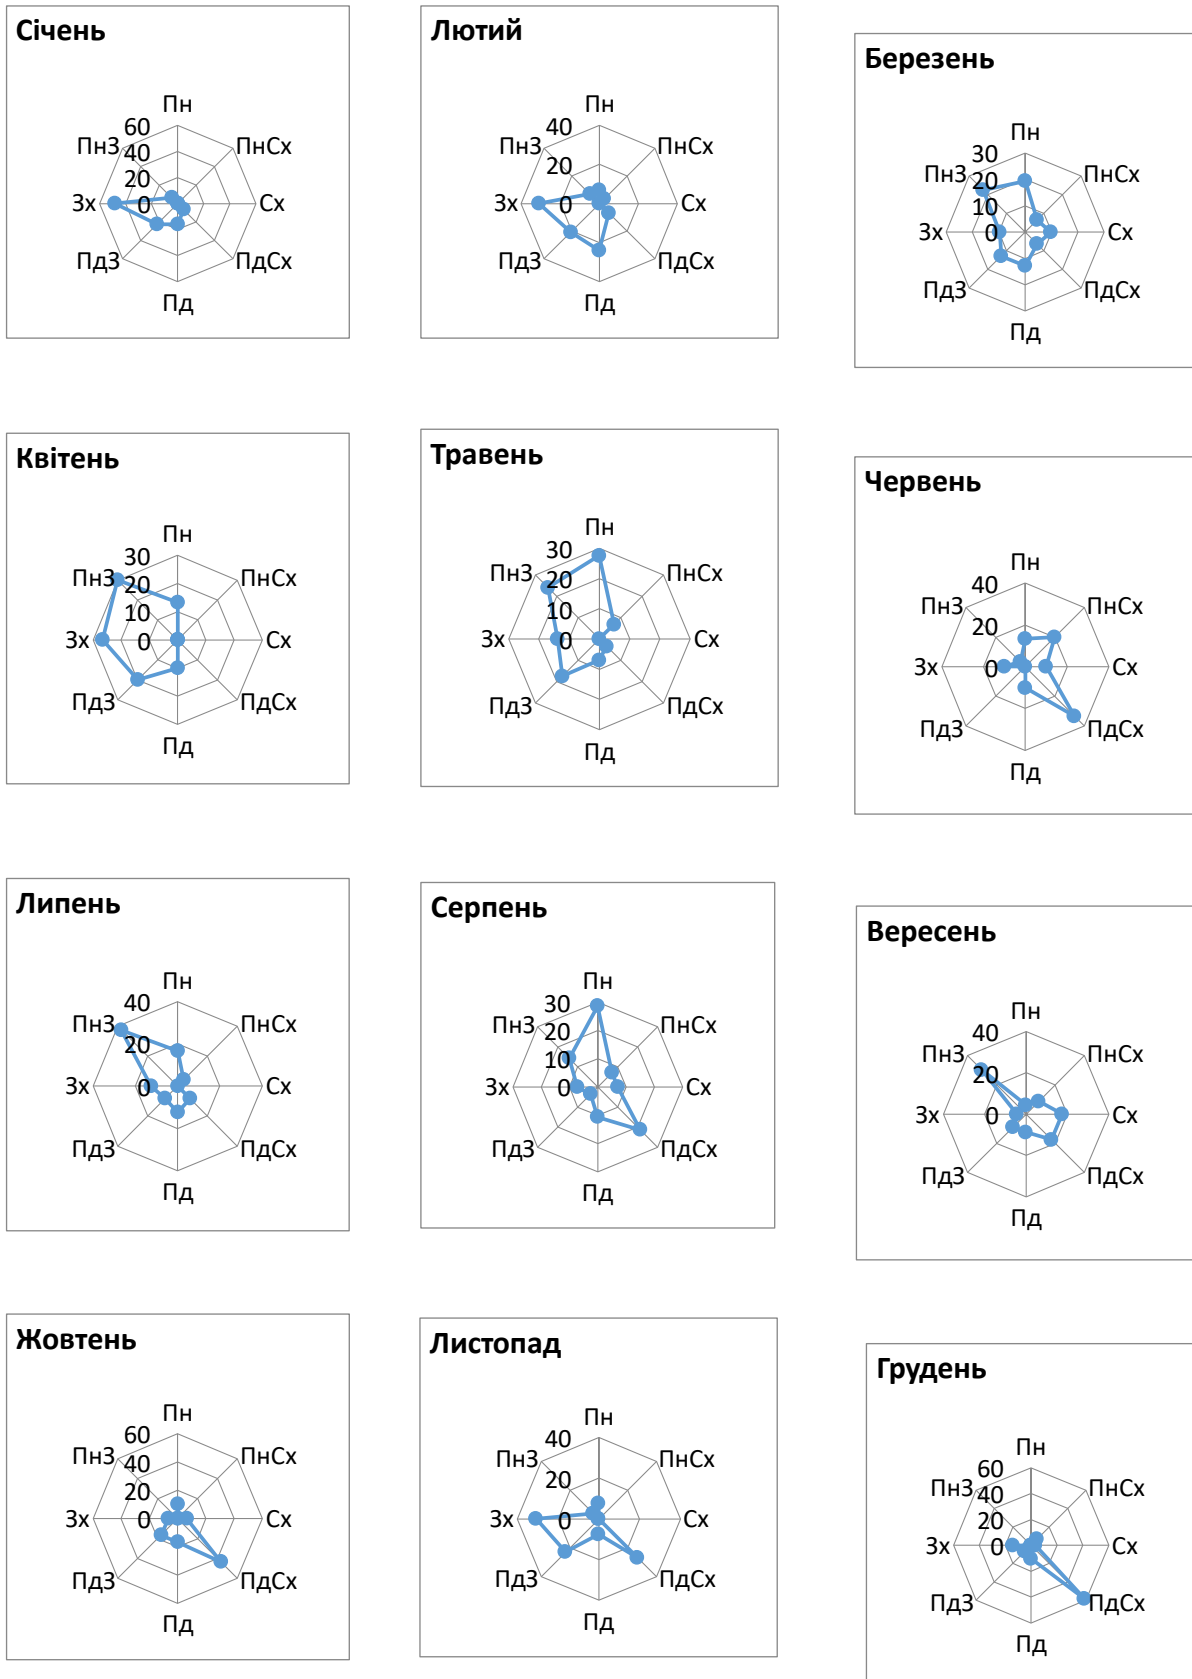 Січень
Пн
ПнСх
Сх
ПдСх
Пд
ПдЗ
Зх
ПнЗ
60
40
20
0
Лютий
Пн
ПнСх
Сх
ПдСх
Пд
ПдЗ
Зх
ПнЗ
40
20
0
Березень
Пн
ПнСх
Сх
ПдСх
Пд
ПдЗ
Зх
ПнЗ
30
20
10
0
Квітень
Пн
ПнСх
Сх
ПдСх
Пд
ПдЗ
Зх
ПнЗ
30
20
10
0
Травень
Пн
ПнСх
Сх
ПдСх
Пд
ПдЗ
Зх
ПнЗ
30
20
10
0
Червень
Пн
ПнСх
Сх
ПдСх
Пд
ПдЗ
Зх
ПнЗ
40
20
0
Липень
Пн
ПнСх
Сх
ПдСх
Пд
ПдЗ
Зх
ПнЗ
40
20
0
Серпень
Пн
ПнСх
Сх
ПдСх
Пд
ПдЗ
Зх
ПнЗ
30
20
10
0
Вересень
Пн
ПнСх
Сх
ПдСх
Пд
ПдЗ
Зх
ПнЗ
40
20
0
Жовтень
Пн
ПнСх
Сх
ПдСх
Пд
ПдЗ
Зх
ПнЗ
60
40
20
0
Листопад
Пн
ПнСх
Сх
ПдСх
Пд
ПдЗ
Зх
ПнЗ
40
20
0
Грудень
Пн
ПнСх
Сх
ПдСх
Пд
ПдЗ
Зх
ПнЗ
60
40
20
0